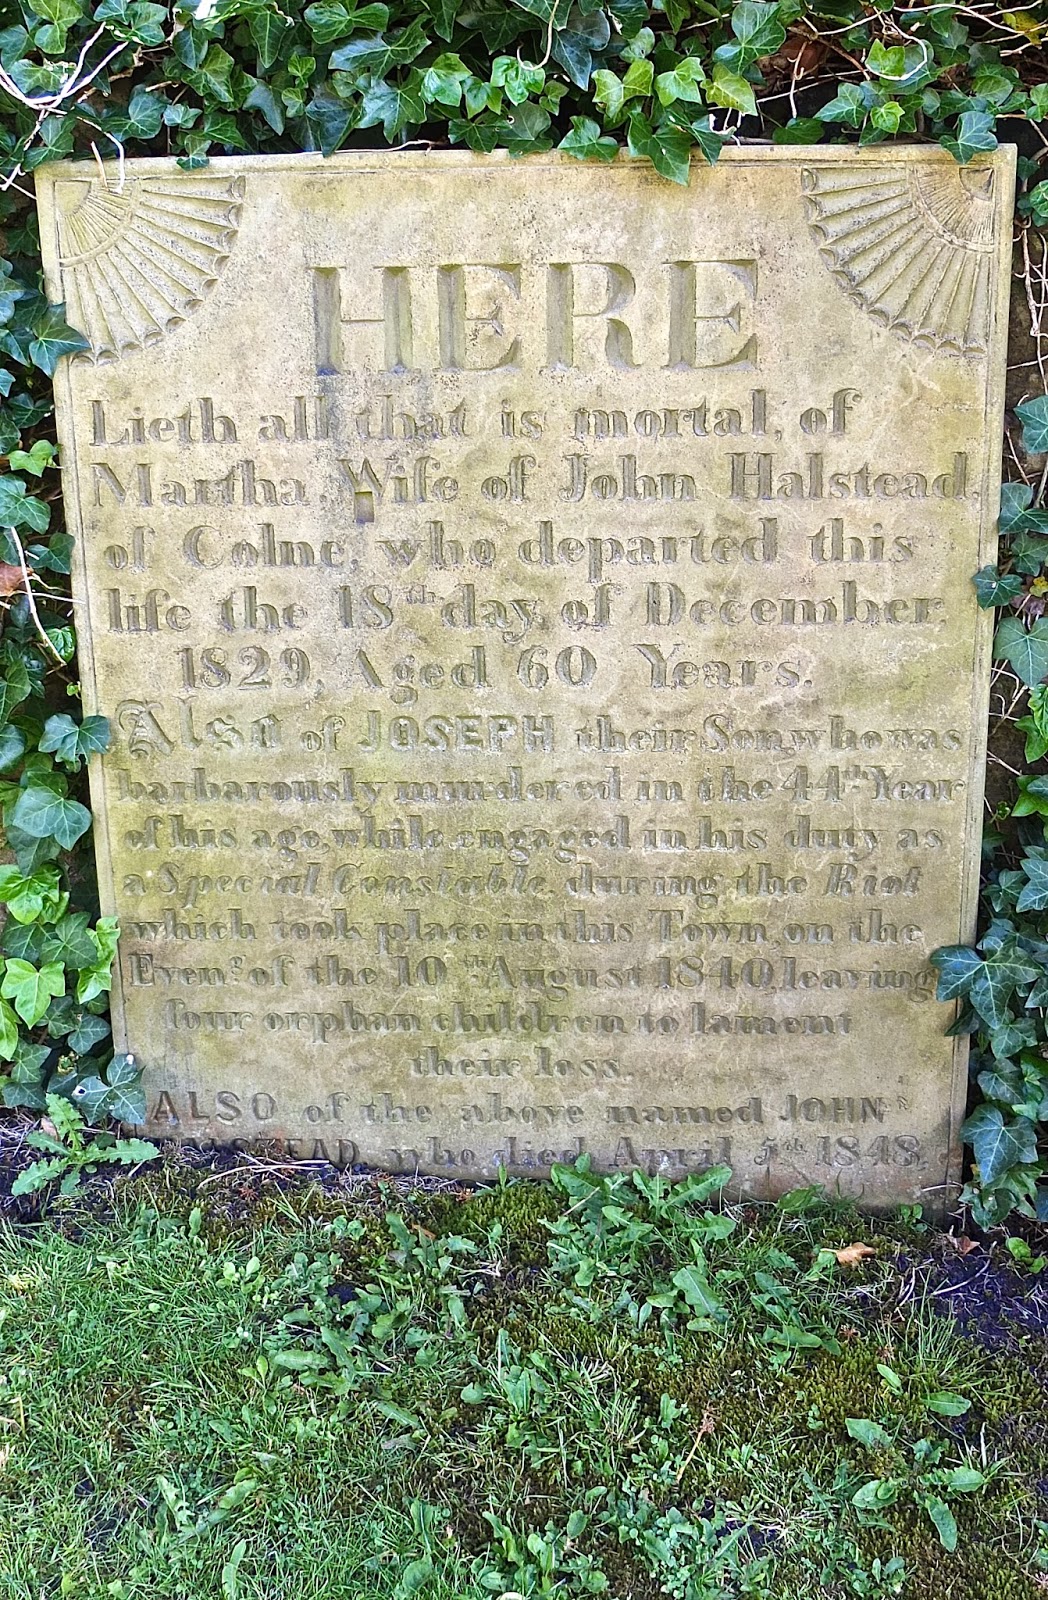 HERE
Lieth all that is mortal, of
Martha, Wife of John Halstead,
of Colne, who departed this
life the 18th day, of December,
1829, Aged 60 Years.
Also of JOSEPH their Son, who was
barbarously murdered in the 44th Year
of his age, while engaged in his duty as
a Special Constable, during the Riot
which took place in this Town, on the
Eveng. of the 10th August 1840, leaving
four orphan children to lament
their loss.
ALSO of the above named JOHN
HALSTEAD who died April 5th 1848,